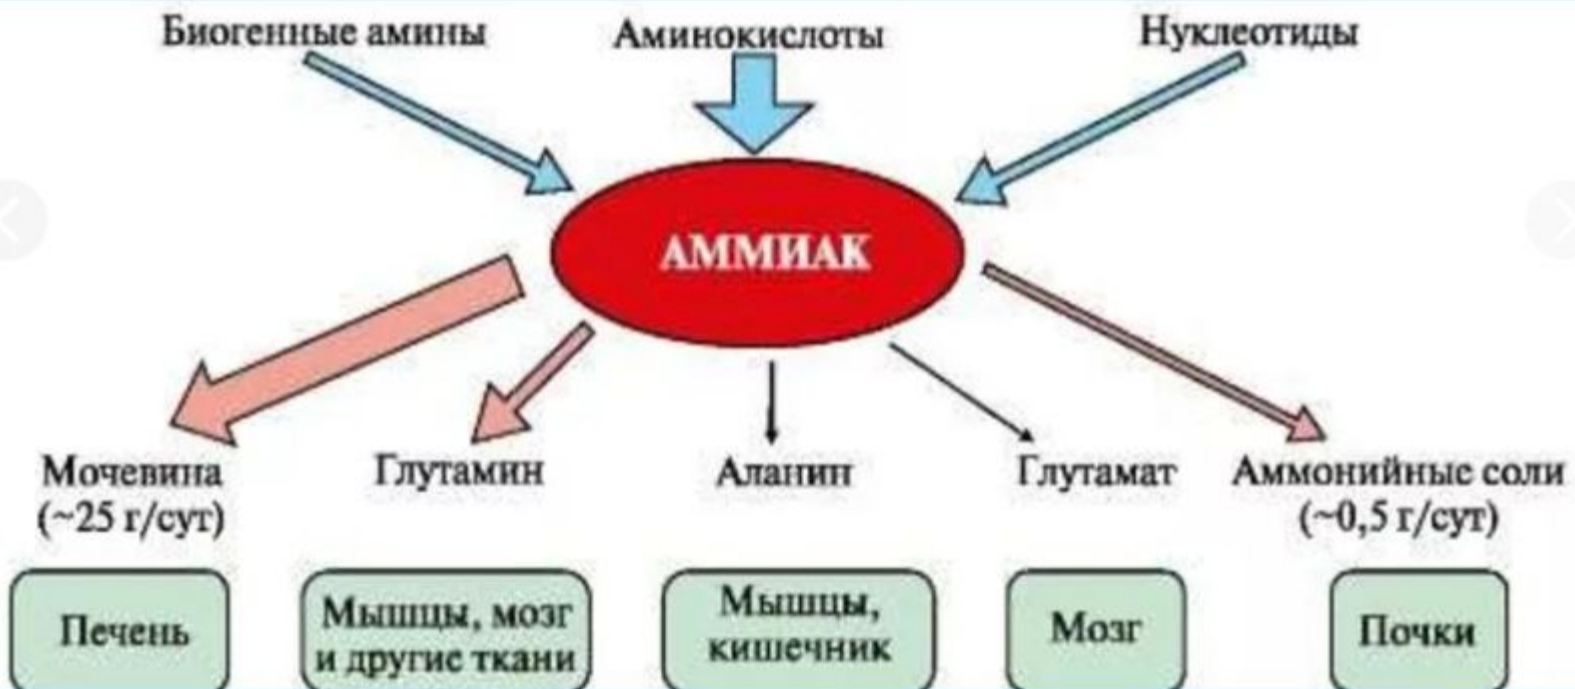 Биогенные амины
Аминокислоты
Нуклеотиды
АММИАК
Мочевина
(~25 г/сут)
Глутамин
Аланин
Глутамат
Аммонийные соли
(~0,5 г/сут)
Печень
Мышцы, мозг
и другие ткани
Мышцы,
кишечник
Мозг
Почки